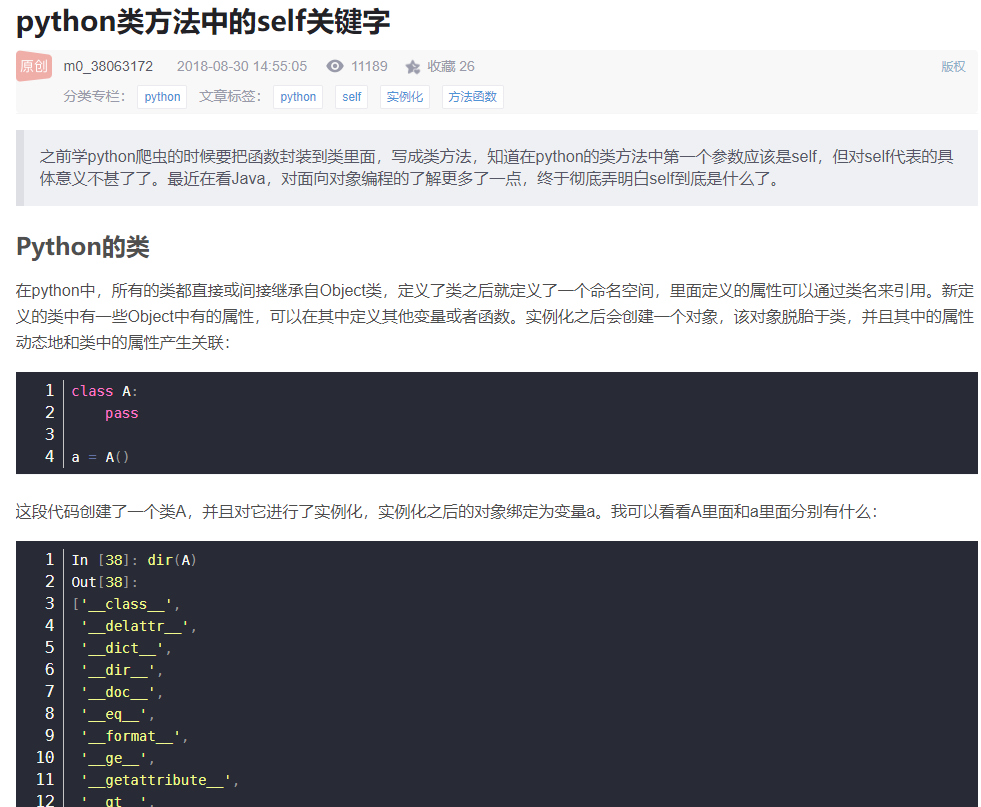 python类方法中的self关键字
原创 m0_38063172 2018-08-30 14:55:05 11189 收藏 26 版权
分类专栏： python 文章标签： python self 实例化 方法函数
之前学python爬虫的时候要把函数封装到类里面，写成类方法，知道在python的类方法中第一个参数应该是self，但对self代表的具
体意义不甚了了。最近在看Java，对面向对象编程的了解更多了一点，终于彻底弄明白self到底是什么了。
Python的类
在python中，所有的类都直接或间接继承自Object类，定义了类之后就定义了一个命名空间，里面定义的属性可以通过类名来引用。新定
义的类中有一些Object中有的属性，可以在其中定义其他变量或者函数。实例化之后会创建一个对象，该对象脱胎于类，并且其中的属性
动态地和类中的属性产生关联：
1 class A:
2 pass
3
4 a = A()
这段代码创建了一个类A，并且对它进行了实例化，实例化之后的对象绑定为变量a。我可以看看A里面和a里面分别有什么：
1 In [38]: dir(A)
2 Out[38]:
3 ['__class__',
4 '__delattr__',
5 '__dict__',
6 '__dir__',
7 '__doc__',
8 '__eq__',
9 '__format__',
10 '__ge__',
11 '__getattribute__',
12 '__gt__',